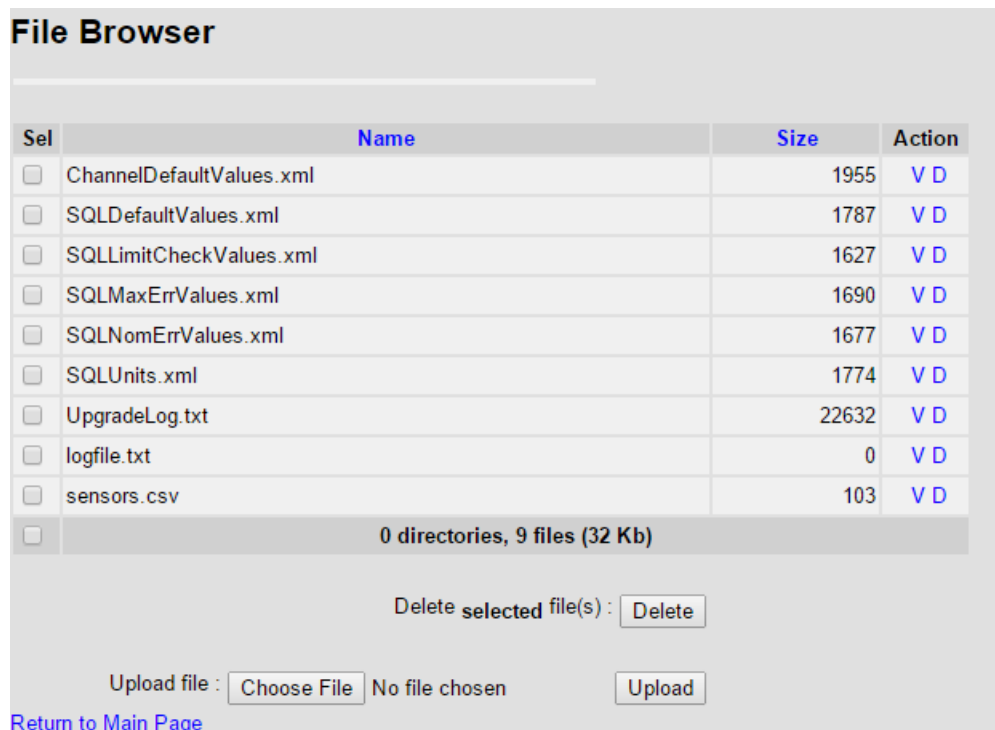 File Browser
Sel Name Size Action
ChannelDefaultValues.xml 1955 V D
SQLDefaultValues.xml 1787 V D
SQLLimitCheckValues.xml 1627 V D
SQLMaxErrValues.xml 1690 V D
SQLNomErrValues.xml 1677 V D
SQLUnits.xml 1774 V D
UpgradeLog.txt 22632 V D
logfile.txt 0 V D
sensors.csv 103 V D
0 directories, 9 files (32 Kb)
Delete selected file(s) : Delete
Upload file : Choose File No file chosen Upload
Return to Main Page